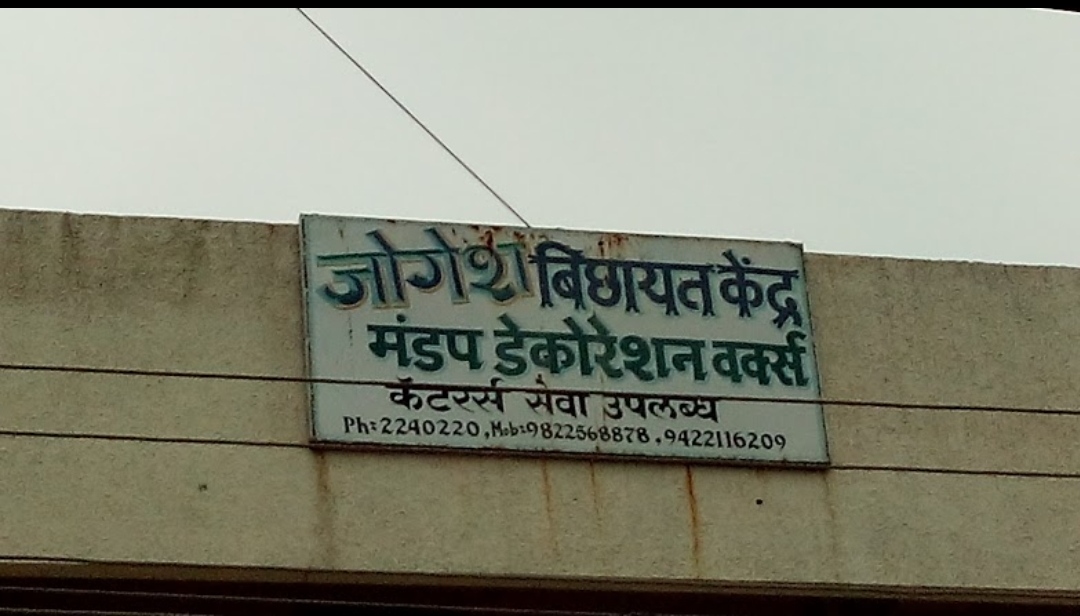 जोगेश बिछायत केंद्र
मंडप डेकोरेशन वर्क्स
कॅटरर्स सेवा उपलब्ध
Ph:2240220,Mob:9822568878,9422116209